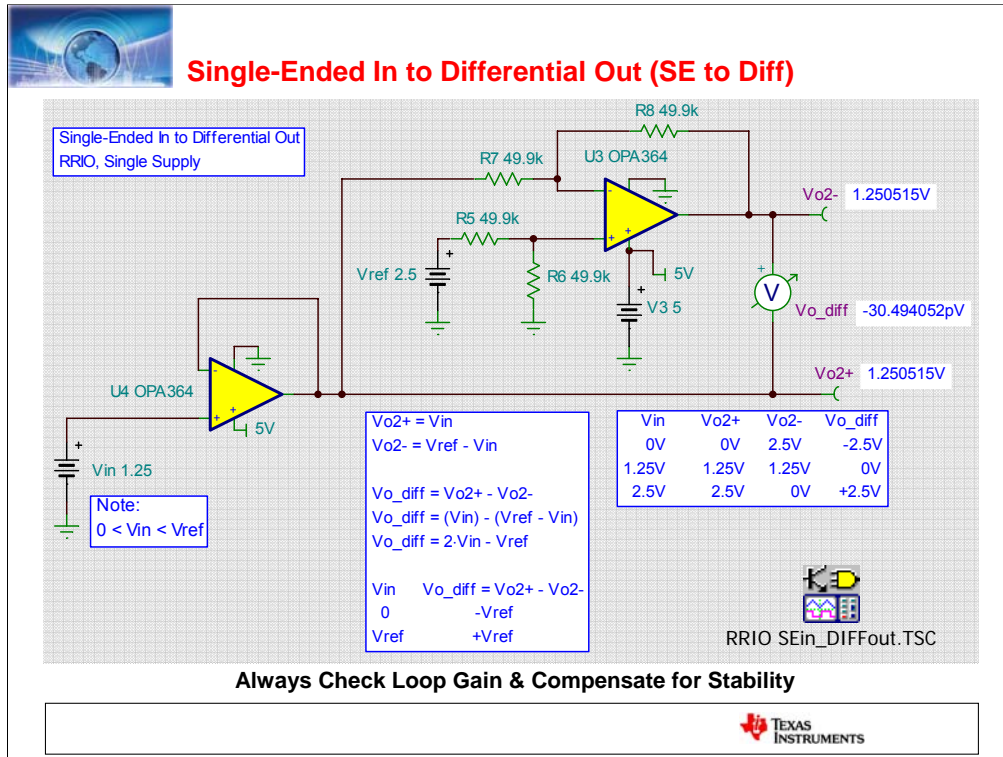 Single-Ended In to Differential Out (SE to Diff)
Single-Ended In to Differential Out
RRIO, Single Supply
R8 49.9k
R7 49.9k
U3 OPA364
-
+
+
R5 49.9k
Vref 2.5
+
R6 49.9k
5V
+
V3 5
Vo2- 1.250515V
+
V
Vo_diff -30.494052pV
Vo2+ 1.250515V
U4 OPA364
-
+
+
5V
+
Vin 1.25
Note:
0 < Vin < Vref
Vo2+ = Vin
Vo2- = Vref - Vin
Vo_diff = Vo2+ - Vo2-
Vo_diff = (Vin) - (Vref - Vin)
Vo_diff = 2·Vin - Vref
Vin Vo_diff = Vo2+ - Vo2-
0 -Vref
Vref +Vref
Vin Vo2+ Vo2- Vo_diff
0V 0V 2.5V -2.5V
1.25V 1.25V 1.25V 0V
2.5V 2.5V 0V +2.5V
RRIO SEin_DIFFout.TSC
Always Check Loop Gain & Compensate for Stability
TEXAS
INSTRUMENTS